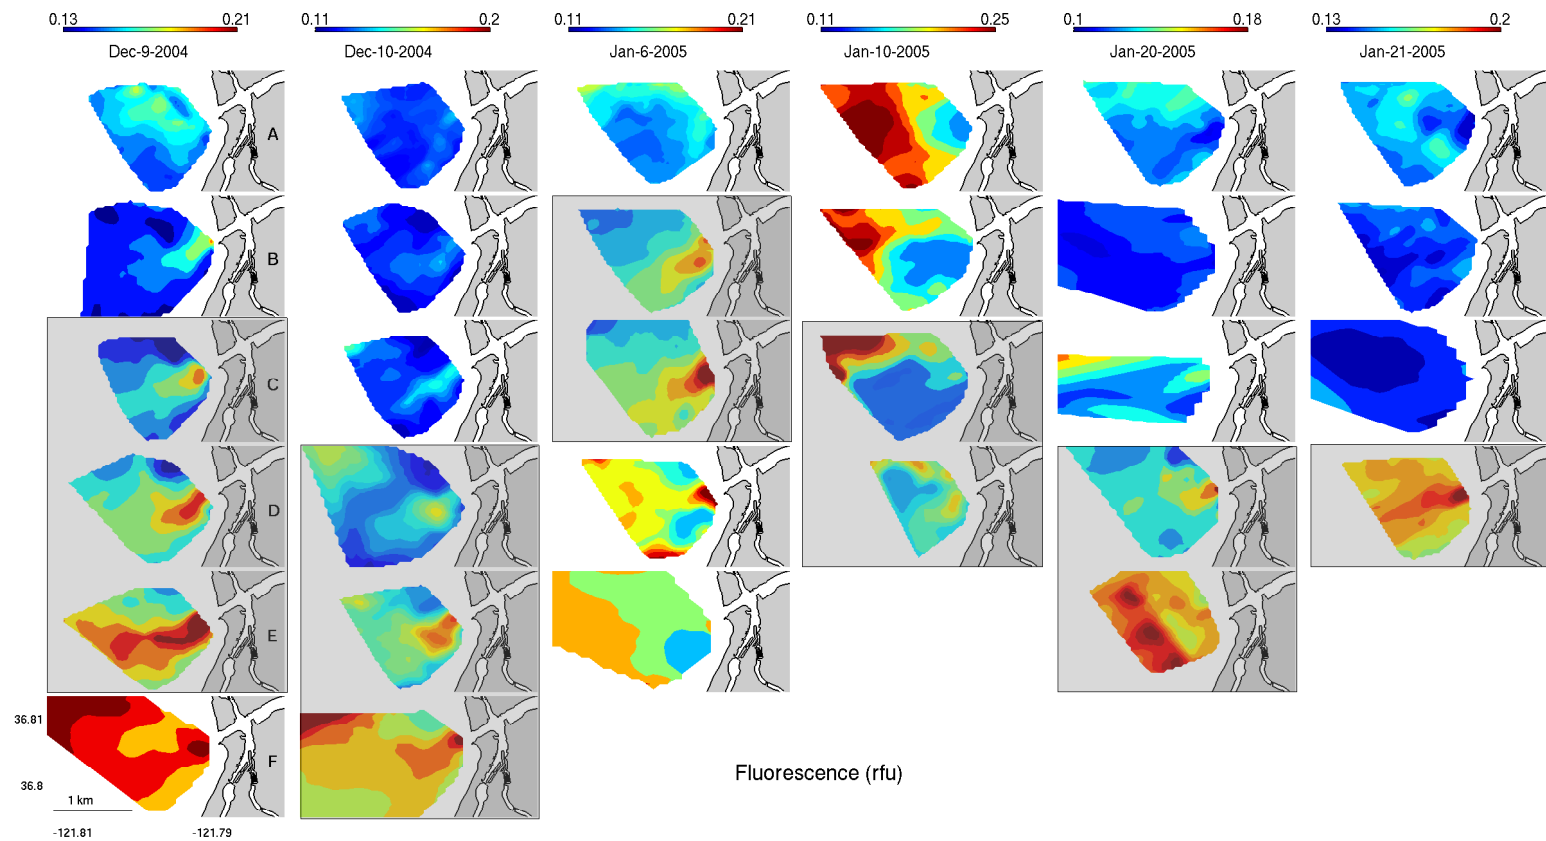 0.13 0.21 0.11 0.2 0.11 0.21 0.11 0.25 0.1 0.18 0.13 0.2
Dec-9-2004 Dec-10-2004 Jan-6-2005 Jan-10-2005 Jan-20-2005 Jan-21-2005
A
B
C
D
E
36.81
F
Fluorescence (rfu)
36.8
1 km
-121.81 -121.79